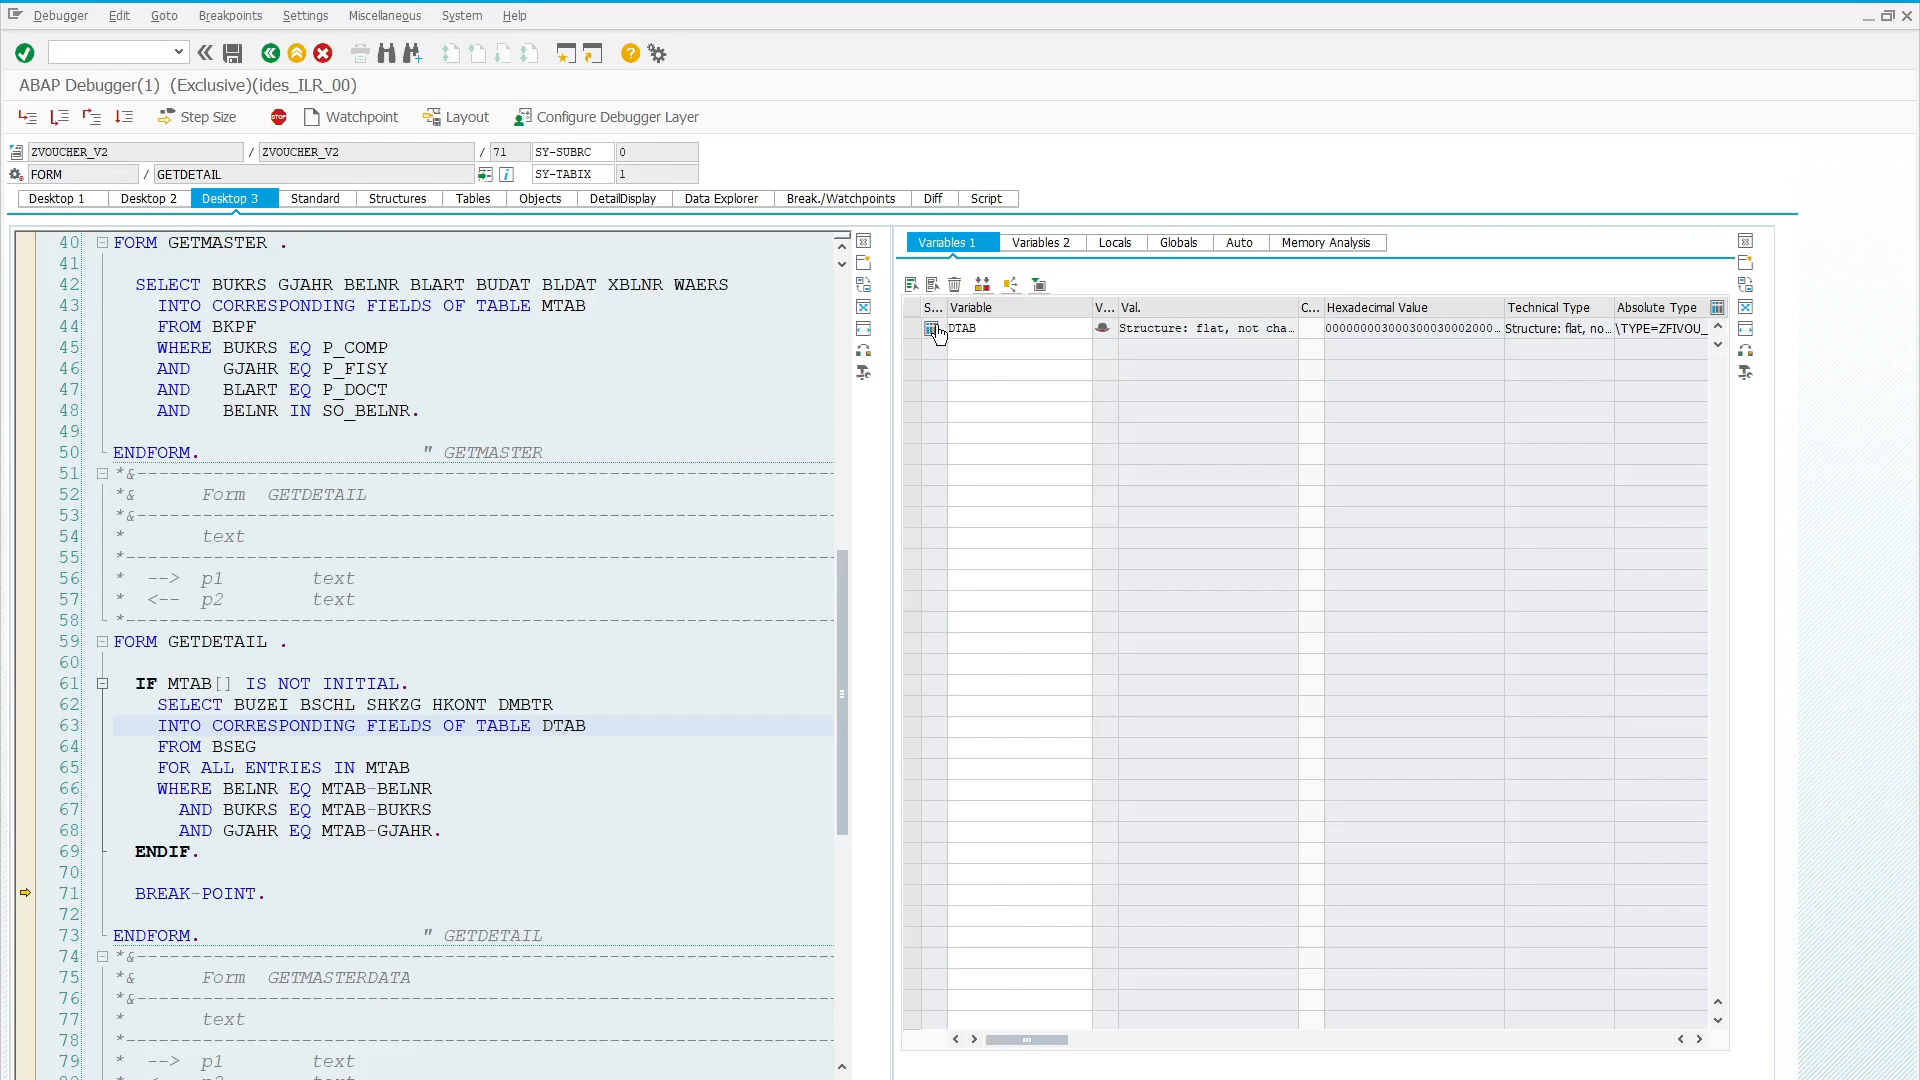 Debugger Edit Goto Breakpoints Settings Miscellaneous System Help
ABAP Debugger(1) (Exclusive)(ides_ILR_00)
Step Size Watchpoint Layout Configure Debugger Layer
ZVOUCHER_V2 / ZVOUCHER_V2 / 71 SY-SUBRC 0
FORM / GETDETAIL SY-TABIX 1
Desktop 1 Desktop 2 Desktop 3 Standard Structures Tables Objects DetailDisplay Data Explorer Break./Watchpoints Diff Script
40 FORM GETMASTER .
41
42 SELECT BUKRS GJAHR BELNR BLART BUDAT BLDAT XBLNR WAERS
43 INTO CORRESPONDING FIELDS OF TABLE MTAB
44 FROM BKPF
45 WHERE BUKRS EQ P_COMP
46 AND GJAHR EQ P_FISY
47 AND BLART EQ P_DOCT
48 AND BELNR IN SO_BELNR.
49
50 ENDFORM. " GETMASTER
51 *&---------------------------------------------------------------------
52 *& Form GETDETAIL
53 *&---------------------------------------------------------------------
54 * text
55 *----------------------------------------------------------------------
56 * --> p1 text
57 * <-- p2 text
58 *----------------------------------------------------------------------
59 FORM GETDETAIL .
60
61 IF MTAB[] IS NOT INITIAL.
62 SELECT BUZEI BSCHL SHKZG HKONT DMBTR
63 INTO CORRESPONDING FIELDS OF TABLE DTAB
64 FROM BSEG
65 FOR ALL ENTRIES IN MTAB
66 WHERE BELNR EQ MTAB-BELNR
67 AND BUKRS EQ MTAB-BUKRS
68 AND GJAHR EQ MTAB-GJAHR.
69 ENDIF.
70
71 BREAK-POINT.
72
73 ENDFORM. " GETDETAIL
74 *&---------------------------------------------------------------------
75 *& Form GETMASTERDATA
76 *&---------------------------------------------------------------------
77 * text
78 *----------------------------------------------------------------------
79 * --> p1 text
Variables 1 Variables 2 Locals Globals Auto Memory Analysis
S... Variable V... Val. C... Hexadecimal Value Technical Type Absolute Type
DTAB Structure: flat, not cha... 0000000030003000300020000... Structure: flat, no... \TYPE=ZFIVOU_